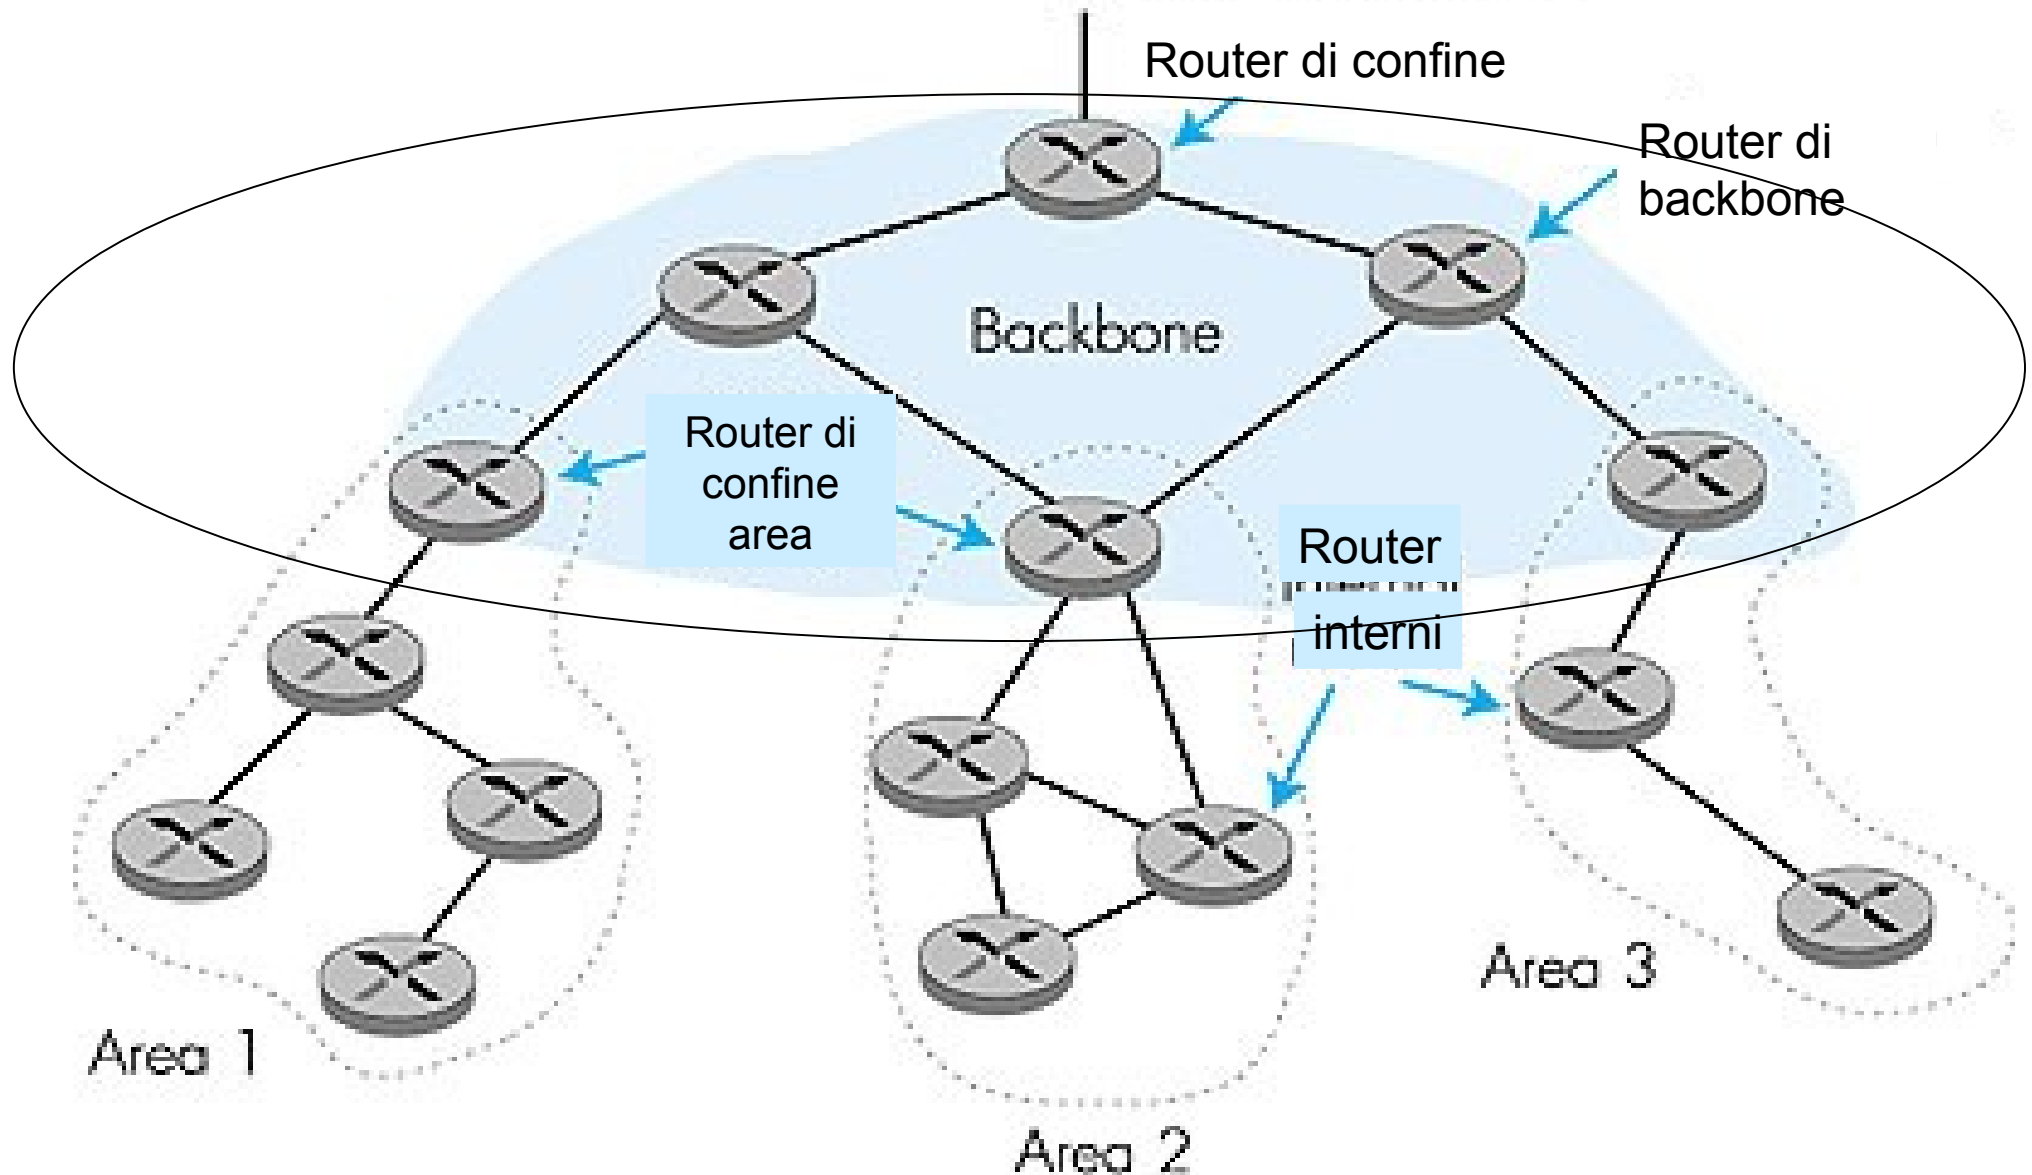 Router di confine
Router di
backbone
Backbone
Router di
confine
area
Router
interni
Area 3
Area 1
Area 2